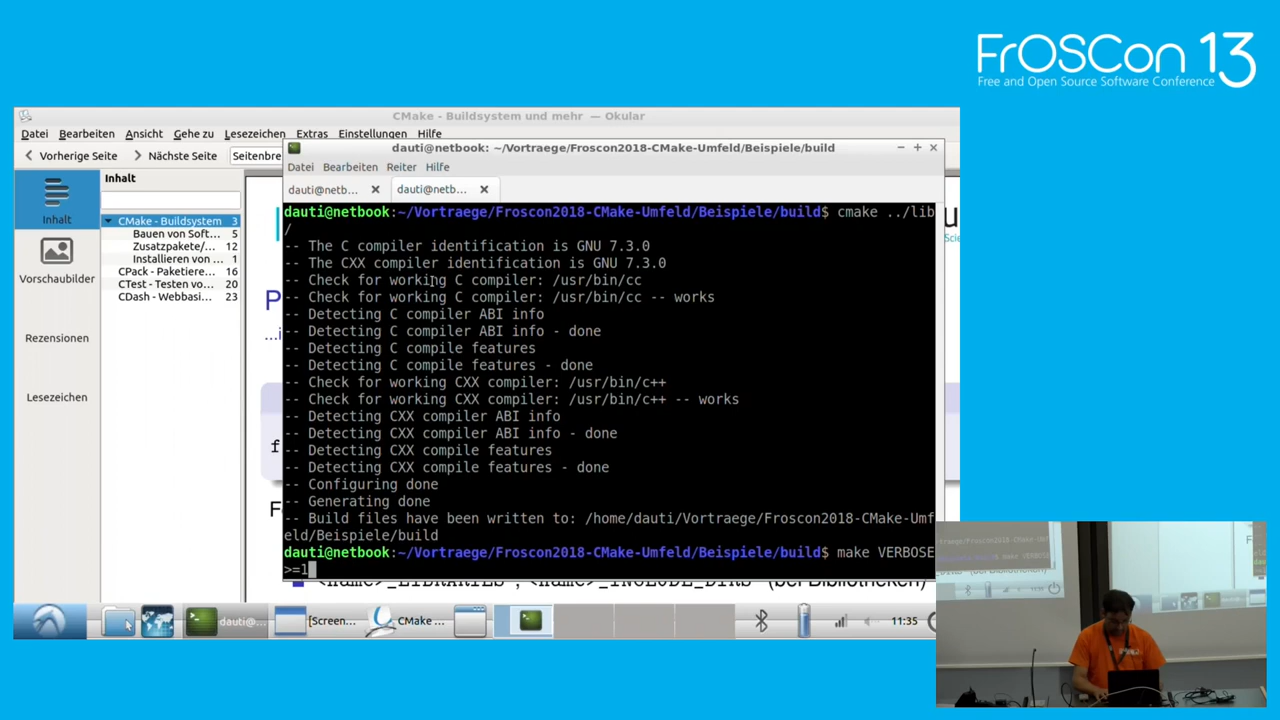 FrOSCon 13
Free and Open Source Software Conference
CMake - Buildsystem und mehr — Okular
Datei Bearbeiten Ansicht Gehe zu Lesezeichen Extras Einstellungen Hilfe
Vorherige Seite Nächste Seite Seitenbre
Inhalt
Inhalt
Vorschaubilder
Rezensionen
Lesezeichen
CMake - Buildsystem 3
Bauen von Soft... 5
Zusatzpakete/... 12
Installieren von ... 1
CPack - Paketiere... 16
CTest - Testen vo... 20
CDash - Webbasi... 23
dauti@netbook: ~/Vortraege/Froscon2018-CMake-Umfeld/Beispiele/build
Datei Bearbeiten Reiter Hilfe
dauti@netb... dauti@netb...
dauti@netbook:~/Vortraege/Froscon2018-CMake-Umfeld/Beispiele/build$ cmake ../lib
/
-- The C compiler identification is GNU 7.3.0
-- The CXX compiler identification is GNU 7.3.0
-- Check for working C compiler: /usr/bin/cc
-- Check for working C compiler: /usr/bin/cc -- works
-- Detecting C compiler ABI info
-- Detecting C compiler ABI info - done
-- Detecting C compile features
-- Detecting C compile features - done
-- Check for working CXX compiler: /usr/bin/c++
-- Check for working CXX compiler: /usr/bin/c++ -- works
-- Detecting CXX compiler ABI info
-- Detecting CXX compiler ABI info - done
-- Detecting CXX compile features
-- Detecting CXX compile features - done
-- Configuring done
-- Generating done
-- Build files have been written to: /home/dauti/Vortraege/Froscon2018-CMake-Umf
eld/Beispiele/build
dauti@netbook:~/Vortraege/Froscon2018-CMake-Umfeld/Beispiele/build$ make VERBOSE
>=1
dauti@... [Screen... CMake ... 11:35